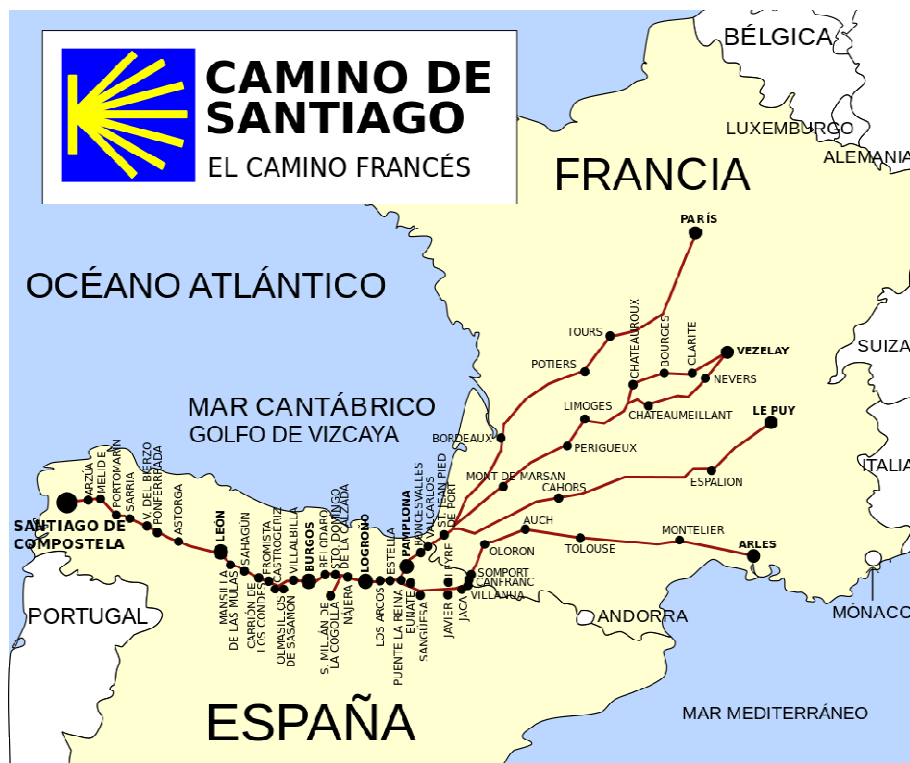 CAMINO DE
SANTIAGO
EL CAMINO FRANCÉS
BÉLGICA
LUXEMBURGO
ALEMANIA
FRANCIA
PARÍS
OCÉANO ATLÁNTICO
TOURS
CHATEAUROUX
BOURGES
CLARITE
VEZELAY
SUIZA
POTIERS
NEVERS
MAR CANTÁBRICO
GOLFO DE VIZCAYA
LIMOGES
CHATEAUMEILLANT
LE PUY
BORDEAUX
PERIGUEUX
ITALIA
MONT DE MARSAN
CAHORS
ESPALION
ARZÚA
MELIDE
PORTOMARÍN
SARRIA
V. DEL BIERZO
PONFERREADA
ASTORGA
LEÓN
SAHAGÚN
FROMISTA
CASTROGERIZ
VILLALBILLA
BURGOS
STO. DOMINGO
DE LA CALZADA
LOGROÑO
ESTELLA
PAMPLONA
RONCESVALLES
VALCARLOS
ST. JEAN PIED
DE PORT
SANTIAGO DE
COMPOSTELA
AUCH
OLORON
TOLOUSE
MONTELIER
ARLES
LEYRE
SOMPORT
CANFRANC
VILLANUA
MANSILLA
DE LAS MULAS
CARRIÓN DE
LOS CONDES
OLMASILLOS
DE SASAMÓN
S. MILLÁN DE
LA COGOLLA
NAJERA
LOS ARCOS
PUENTE LA REINA
EUNATE
SANGÜESA
JAVIER
JACA
PORTUGAL
ANDORRA
MÓNACO
ESPAÑA
MAR MEDITERRÁNEO